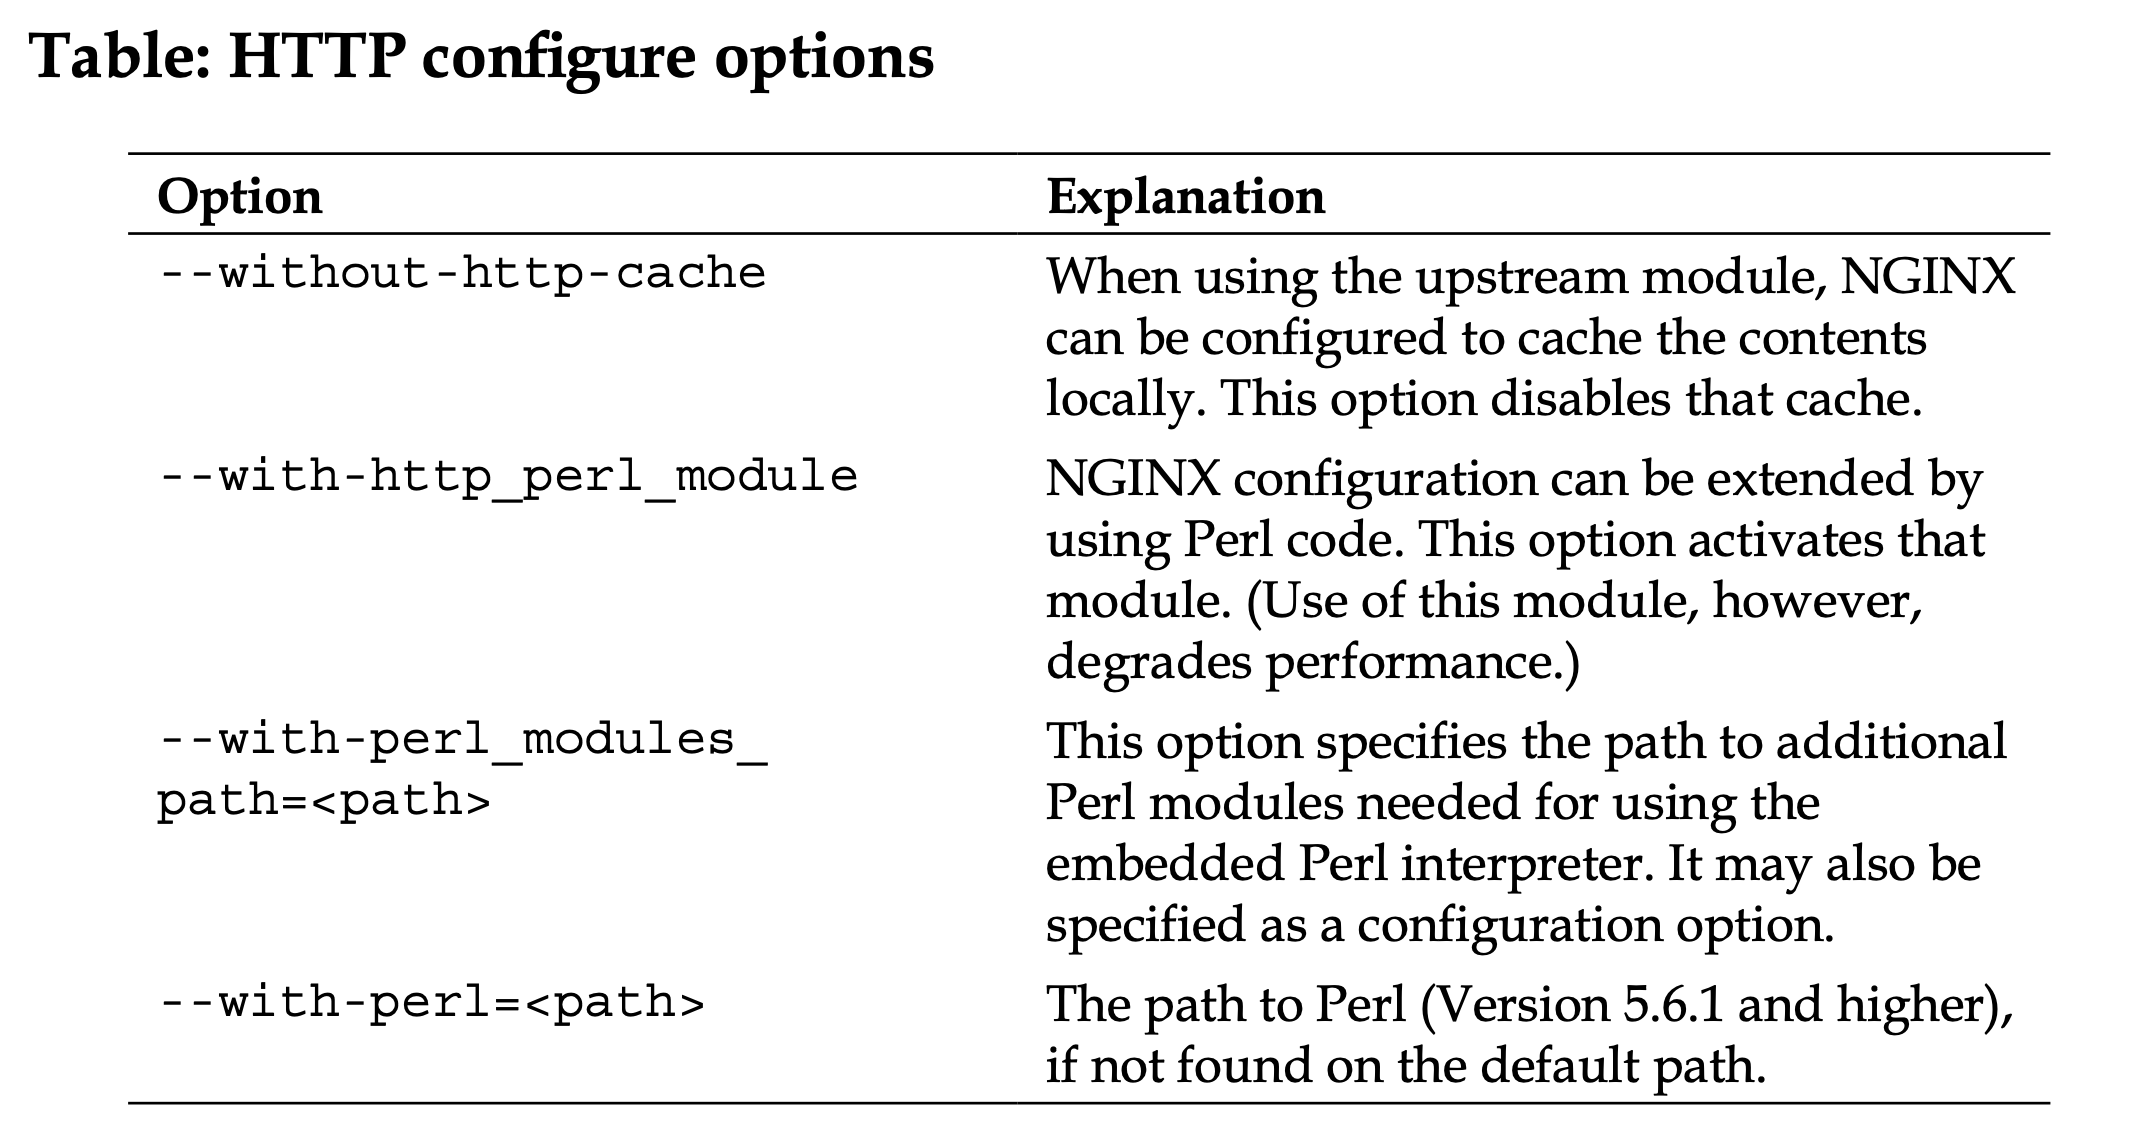 Table: HTTP configure options
Option Explanation
--without-http-cache When using the upstream module, NGINX
can be configured to cache the contents
locally. This option disables that cache.
--with-http_perl_module NGINX configuration can be extended by
using Perl code. This option activates that
module. (Use of this module, however,
degrades performance.)
--with-perl_modules_ This option specifies the path to additional
path=<path> Perl modules needed for using the
embedded Perl interpreter. It may also be
specified as a configuration option.
--with-perl=<path> The path to Perl (Version 5.6.1 and higher),
if not found on the default path.